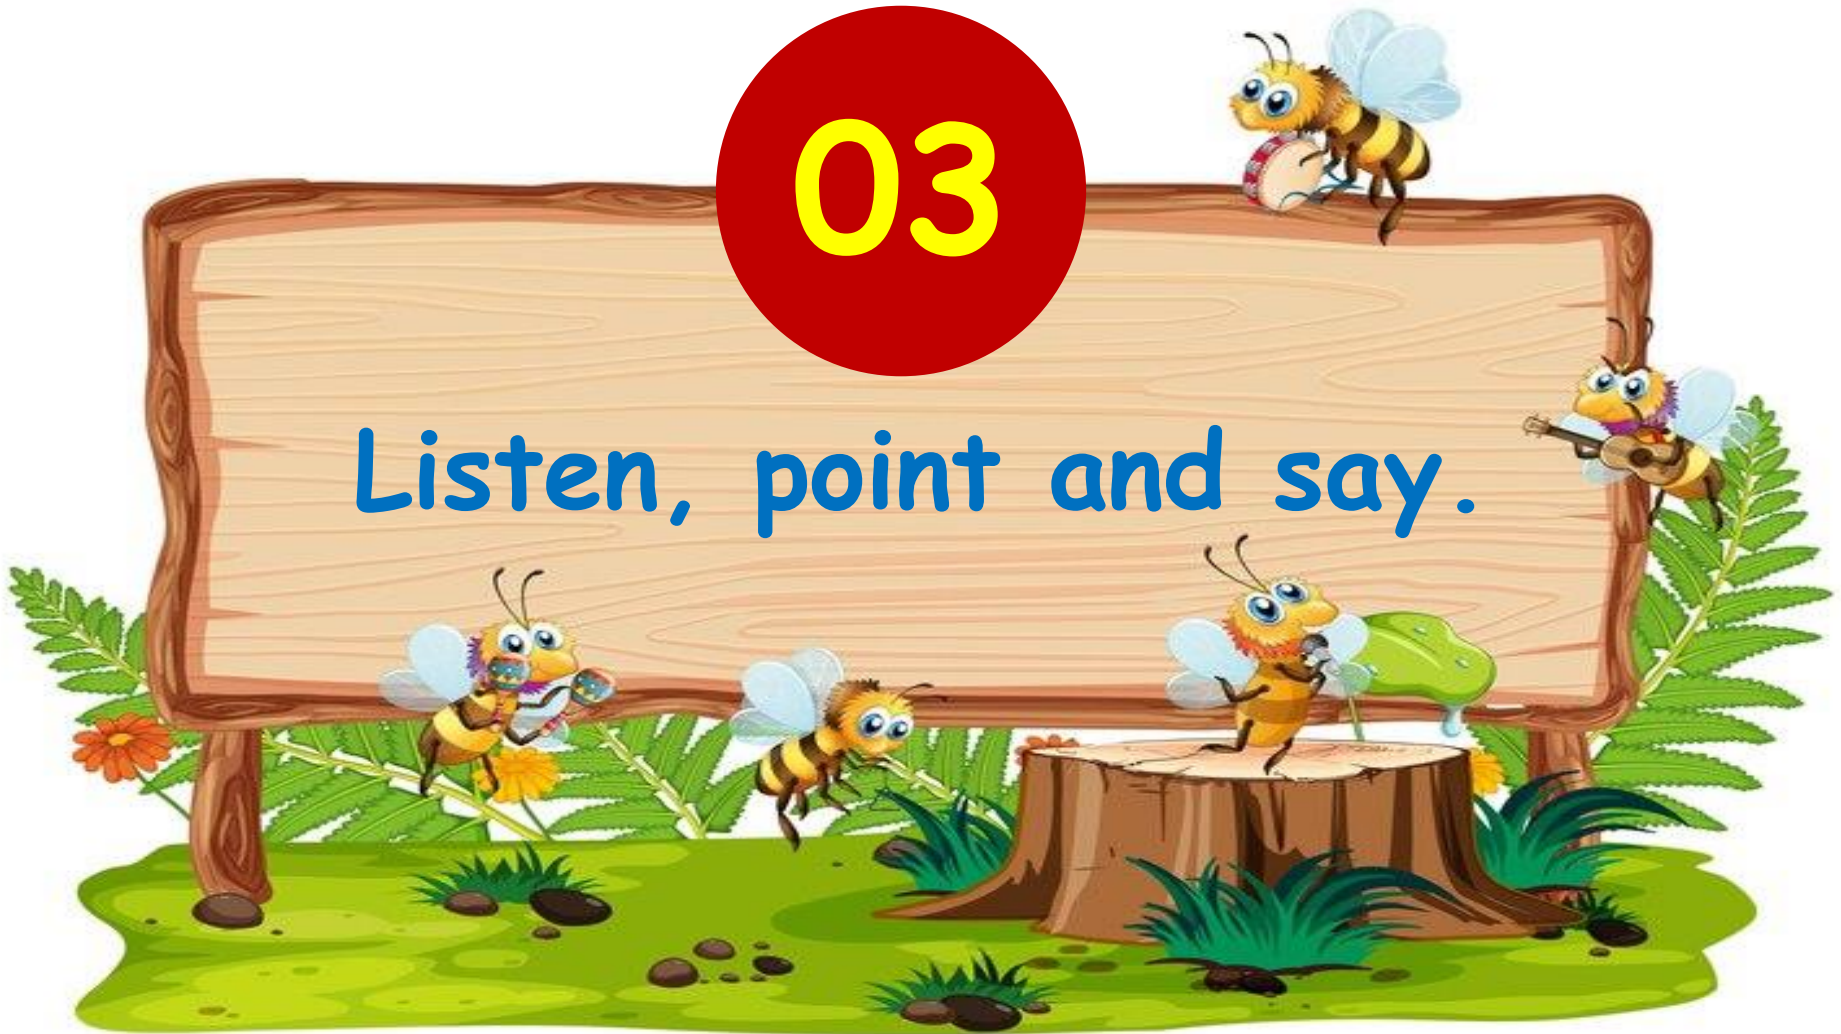 03
Listen, point and say.